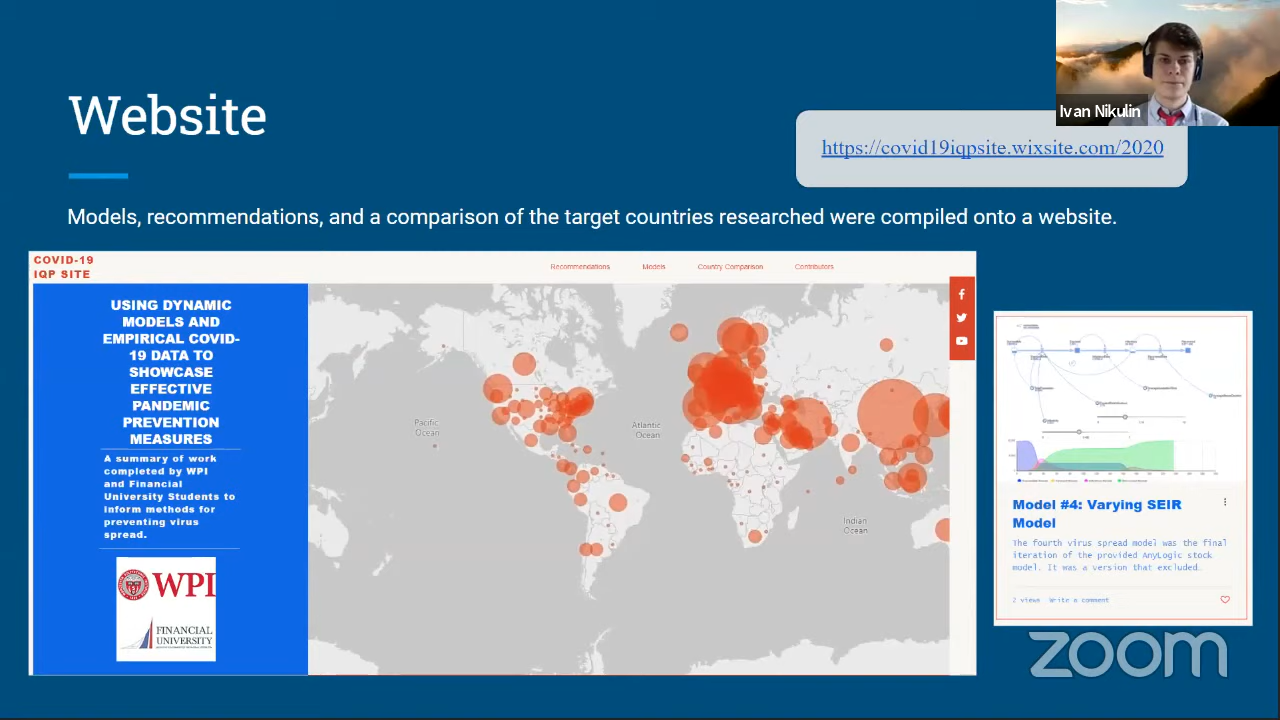 Ivan Nikulin
Website
https://covid19iqpsite.wixsite.com/2020
Models, recommendations, and a comparison of the target countries researched were compiled onto a website.
COVID-19
IQP SITE
Recommendations
Models
Country Comparison
Contributors
USING DYNAMIC
MODELS AND
EMPIRICAL COVID-
19 DATA TO
SHOWCASE
EFFECTIVE
PANDEMIC
PREVENTION
MEASURES
A summary of work
completed by WPI
and Financial
University Students to
inform methods for
preventing virus
spread.
WPI
FINANCIAL
UNIVERSITY
Pacific
Ocean
Atlantic
Ocean
Indian
Ocean
Model #4: Varying SEIR
Model
The fourth virus spread model was the final
iteration of the provided AnyLogic stock
model. It was a version that excluded…
2 views
Write a comment
zoom